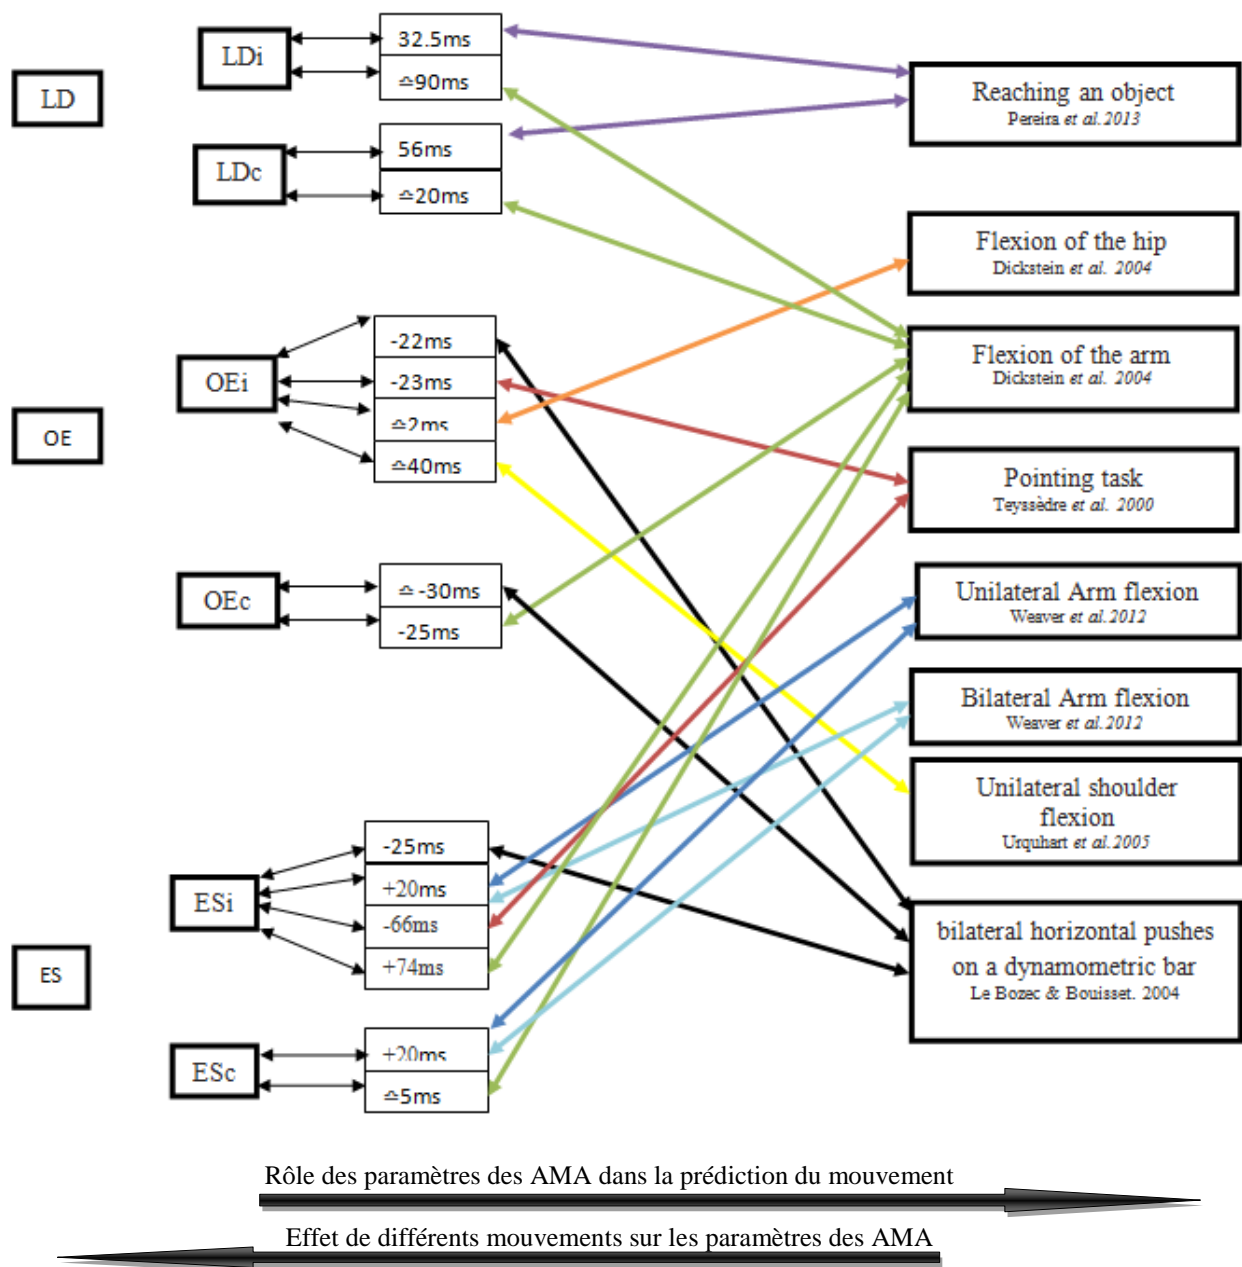 LD
LDi
32.5ms
≏90ms
LDc
56ms
≏20ms
OE
OEi
-22ms
-23ms
≏2ms
≏40ms
OEc
≏ -30ms
-25ms
ES
ESi
-25ms
+20ms
-66ms
+74ms
ESc
+20ms
≏5ms
Reaching an object
Pereira et al.2013
Flexion of the hip
Dickstein et al. 2004
Flexion of the arm
Dickstein et al. 2004
Pointing task
Teyssèdre et al. 2000
Unilateral Arm flexion
Weaver et al.2012
Bilateral Arm flexion
Weaver et al.2012
Unilateral shoulder
flexion
Urquhart et al.2005
bilateral horizontal pushes
on a dynamometric bar
Le Bozec & Bouisset. 2004
Rôle des paramètres des AMA dans la prédiction du mouvement
Effet de différents mouvements sur les paramètres des AMA